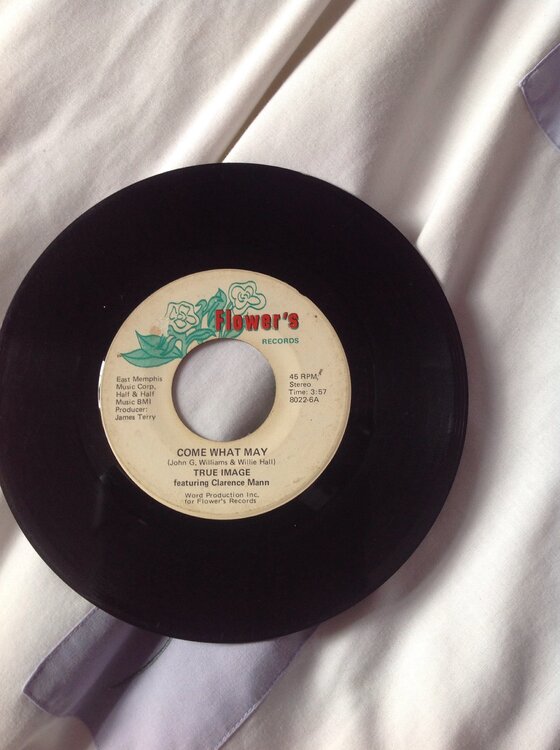 Flower's
RECORDS
East Memphis
Music Corp,
Half & Half
Music BMI
Producer:
James Terry
45 RPM,
Stereo
Time: 3:57
8022-6A
COME WHAT MAY
(John G. Williams & Willie Hall)
TRUE IMAGE
featuring Clarence Mann
Word Production Inc.
for Flower's Records